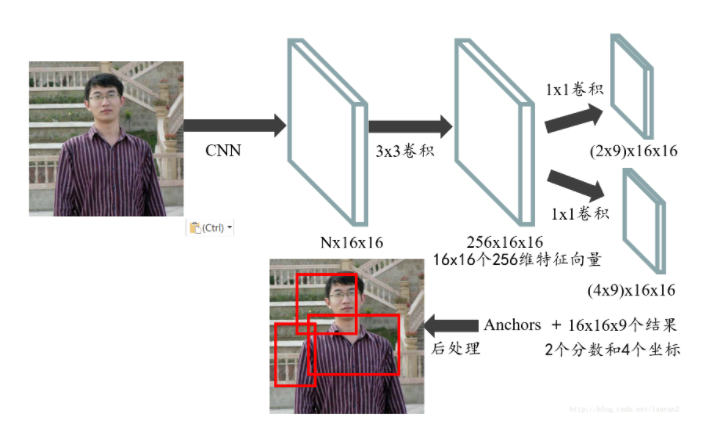 1x1卷积
CNN
3x3卷积
(2x9)x16x16
1x1卷积
(Ctrl)
Nx16x16
256x16x16
16x16个256维特征向量
(4x9)x16x16
Anchors + 16x16x9个结果
后处理
2个分数和4个坐标